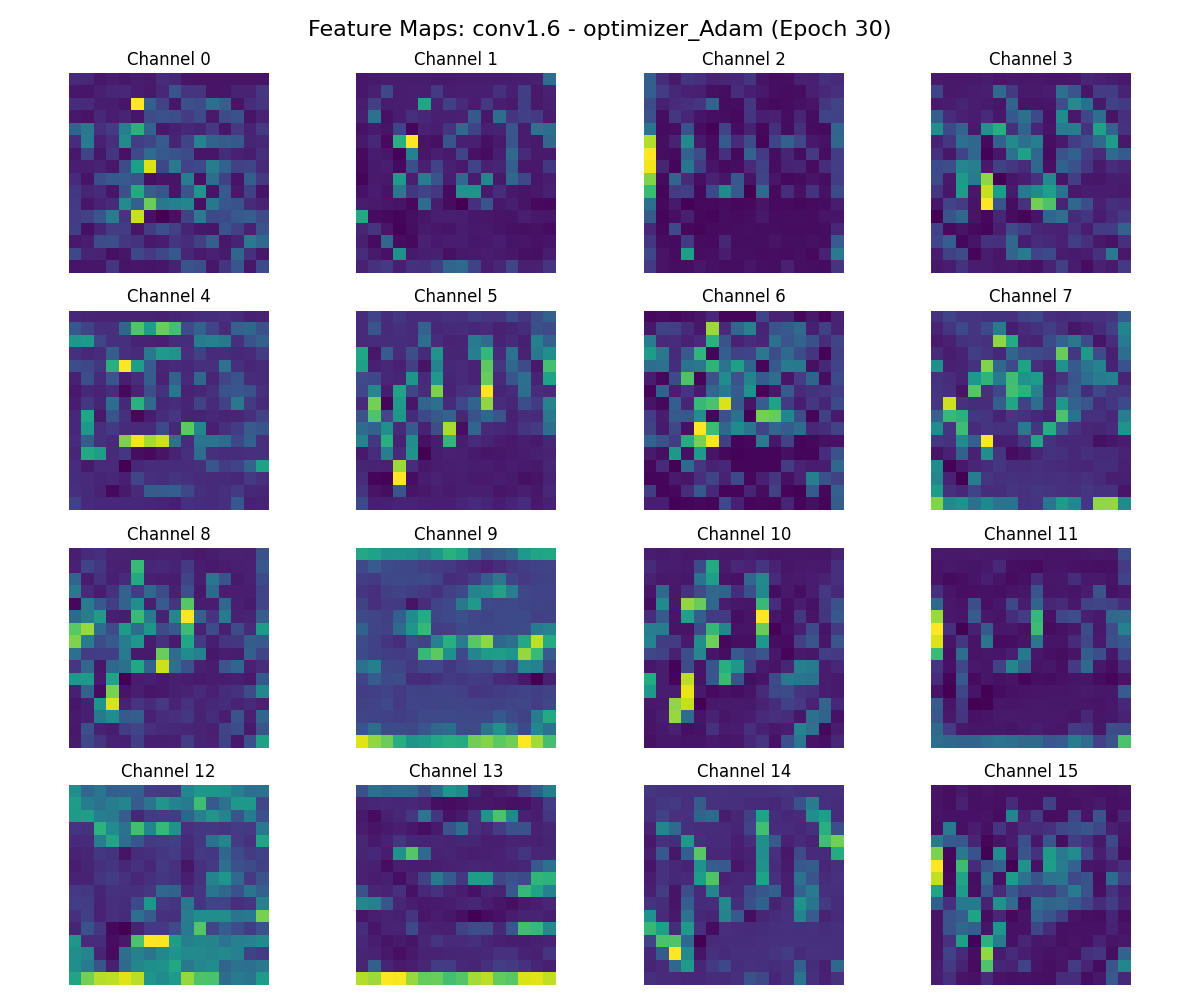 Feature Maps: conv1.6 - optimizer_Adam (Epoch 30)
Channel 0 Channel 1 Channel 2 Channel 3
Channel 4 Channel 5 Channel 6 Channel 7
Channel 8 Channel 9 Channel 10 Channel 11
Channel 12 Channel 13 Channel 14 Channel 15